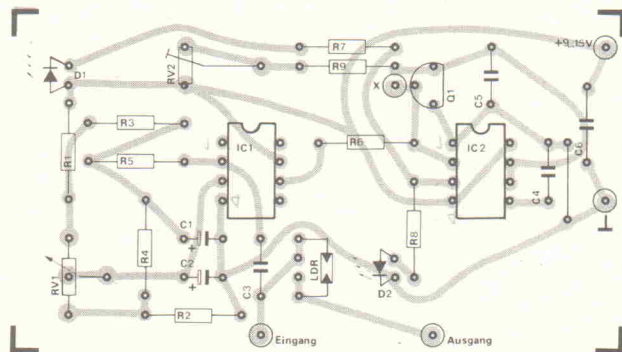 +9..15V
R7
D1
RV2
R9
X
Q1
C5
R3
IC1
R6
IC2
C6
R1
R5
C4
C1
+
R4
R8
C2
+
LDR
RV1
C3
D2
R2
Eingang
Ausgang